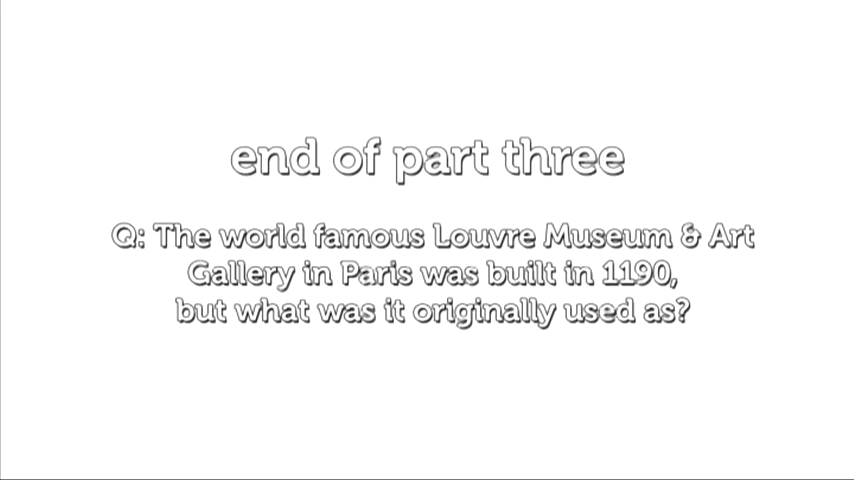 end of part three
Q: The world famous Louvre Museum & Art
Gallery in Paris was built in 1190,
but what was it originally used as?